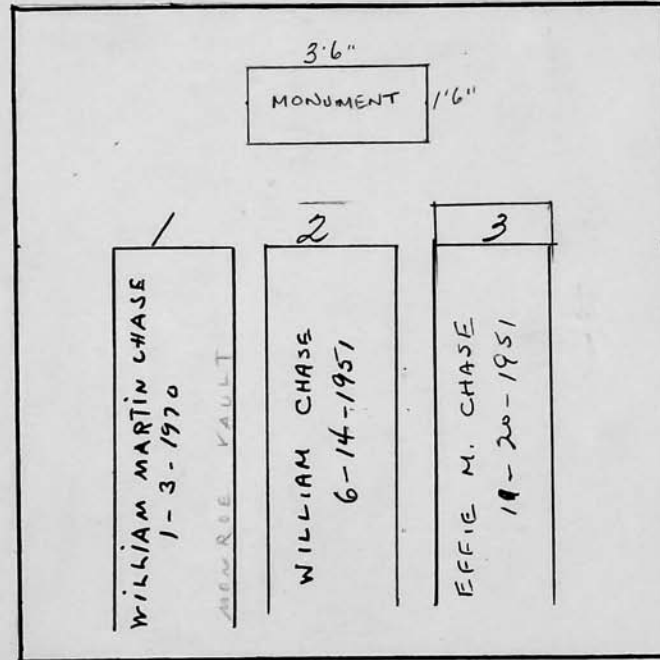 3'6"
MONUMENT
1'6"
1
2
3
WILLIAM MARTIN CHASE
1-3-1970
MONROE VAULT
WILLIAM CHASE
6-14-1951
EFFIE M. CHASE
11-20-1951